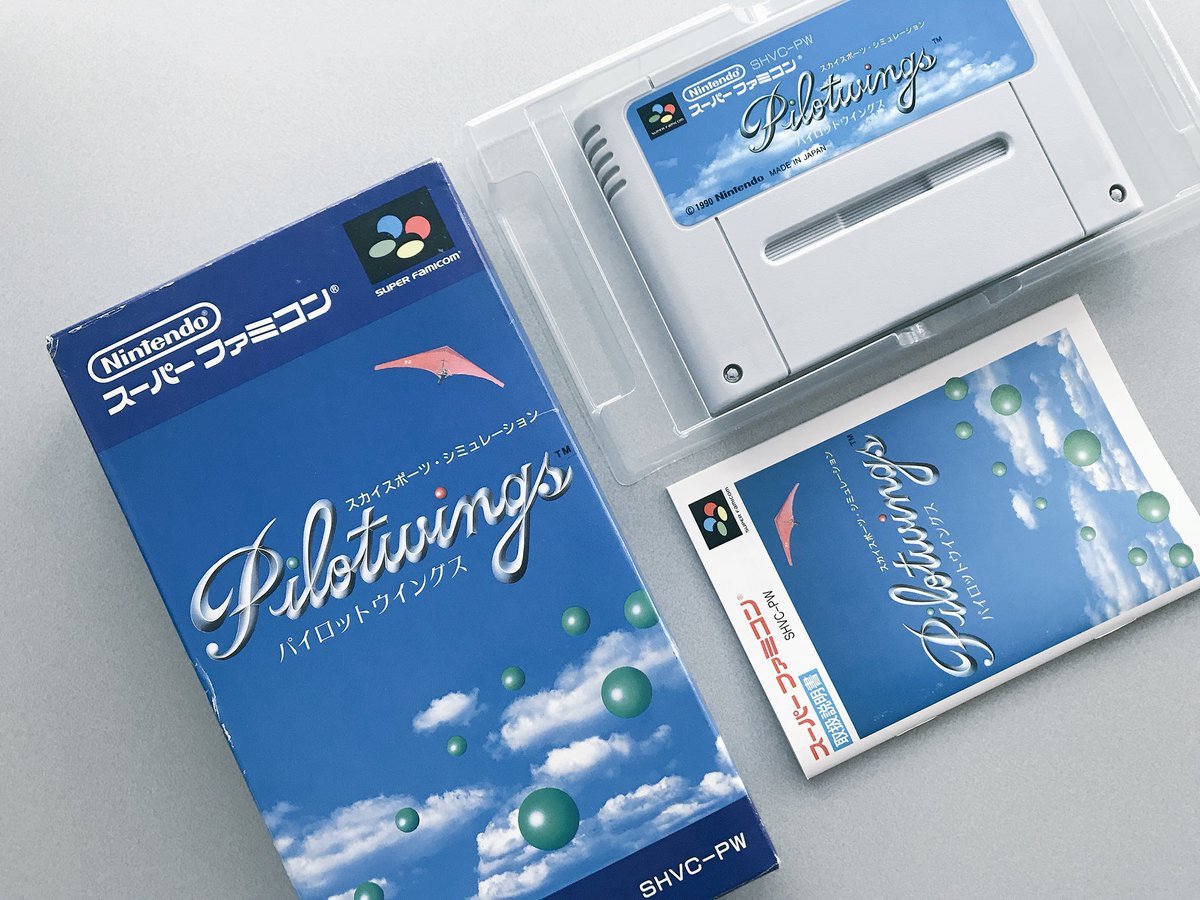 Nintendo
スーパーファミコン®
SUPER FAMICOM®
スカイスポーツ・シミュレーション
Pilotwings™
パイロットウイングス
SHVC-PW
Nintendo®
スーパーファミコン®
SHVC-PW
SUPER FAMICOM
スカイスポーツ・シミュレーション
Pilotwings™
パイロットウイングス
©1990 Nintendo MADE IN JAPAN
SUPER FAMICOM
スーパーファミコン®
SHVC-PW
取扱説明書
スカイスポーツ・シミュレーション
Pilotwings™
パイロットウイングス